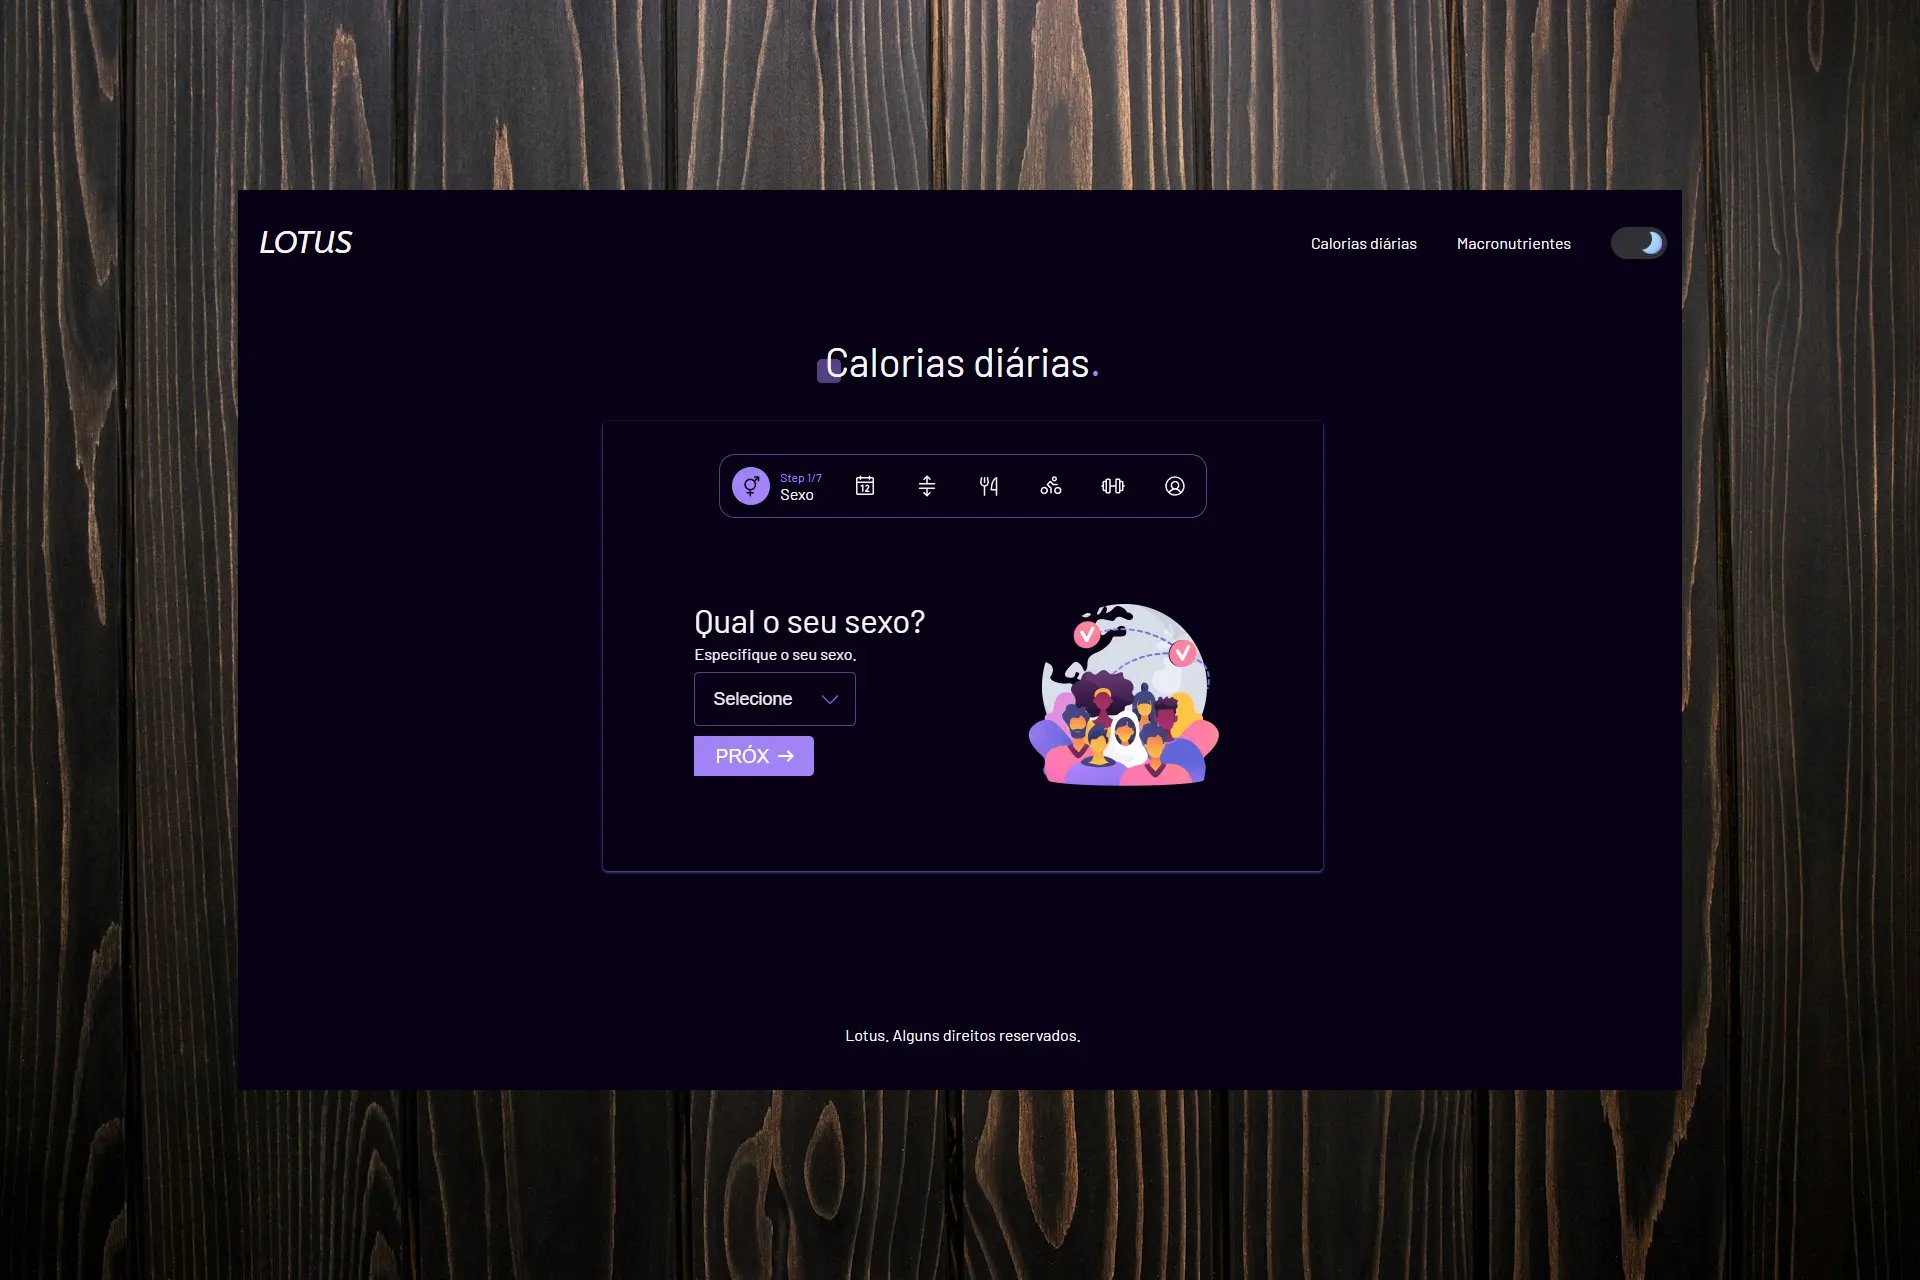 LOTUS
Calorias diárias
Macronutrientes
Calorias diárias.
Step 1/7
Sexo
12
Qual o seu sexo?
Especifique o seu sexo.
Selecione
PRÓX →
Lotus. Alguns direitos reservados.